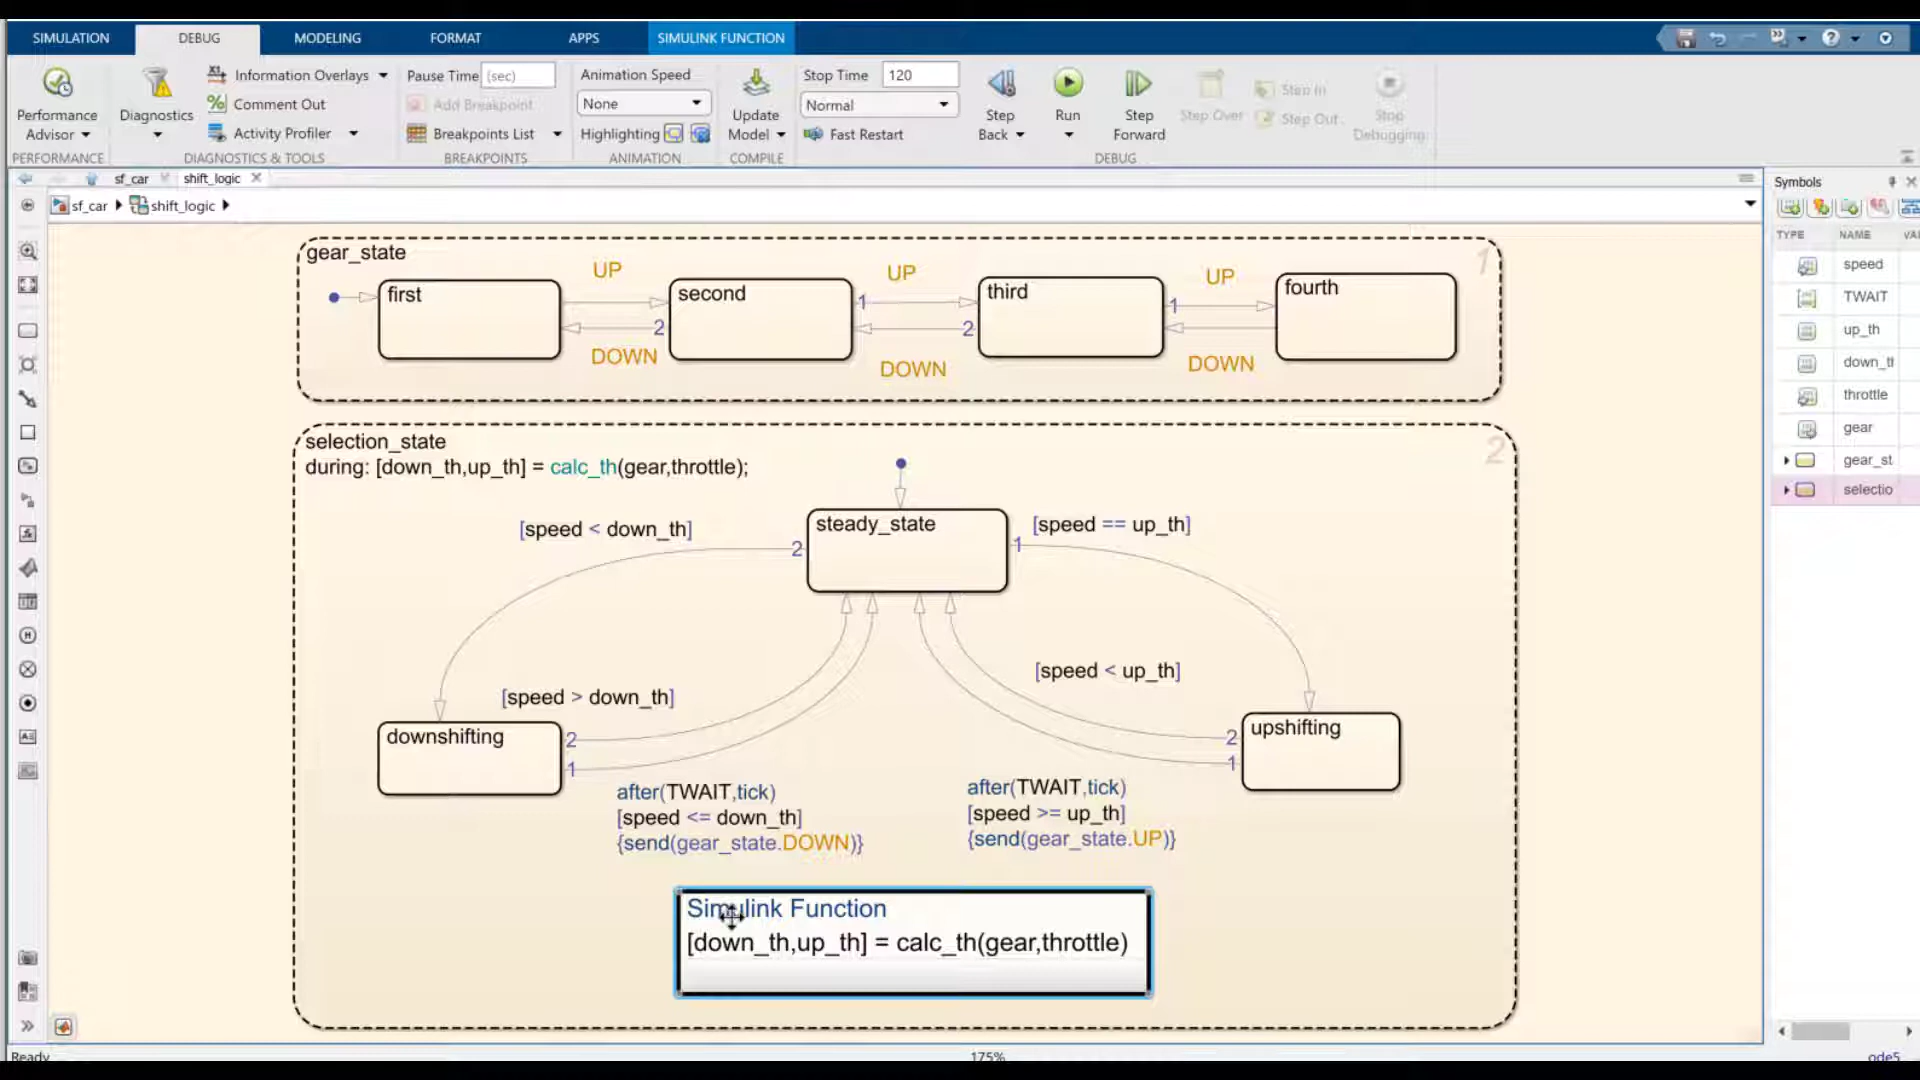 SIMULATION DEBUG MODELING FORMAT APPS SIMULINK FUNCTION
Performance Advisor
PERFORMANCE
Diagnostics
Information Overlays
Comment Out
Activity Profiler
DIAGNOSTICS & TOOLS
Pause Time (sec)
Add Breakpoint
Breakpoints List
BREAKPOINTS
Animation Speed
None
Highlighting
ANIMATION
Update Model
COMPILE
Stop Time 120
Normal
Fast Restart
Step Back
Run
Step Forward
Step Over
Step In
Step Out
Stop Debugging
DEBUG
sf_car shift_logic
sf_car shift_logic
gear_state
1
first
UP
second
1
UP
third
1
UP
fourth
2
DOWN
2
DOWN
DOWN
selection_state
during: [down_th,up_th] = calc_th(gear,throttle);
2
[speed < down_th]
2
steady_state
1
[speed == up_th]
[speed > down_th]
[speed < up_th]
downshifting
2
1
upshifting
2
1
after(TWAIT,tick)
[speed <= down_th]
{send(gear_state.DOWN)}
after(TWAIT,tick)
[speed >= up_th]
{send(gear_state.UP)}
Simulink Function
[down_th,up_th] = calc_th(gear,throttle)
Symbols
TYPE NAME VA
speed
TWAIT
up_th
down_tl
throttle
gear
gear_st
selectio
Ready
175%
ode5